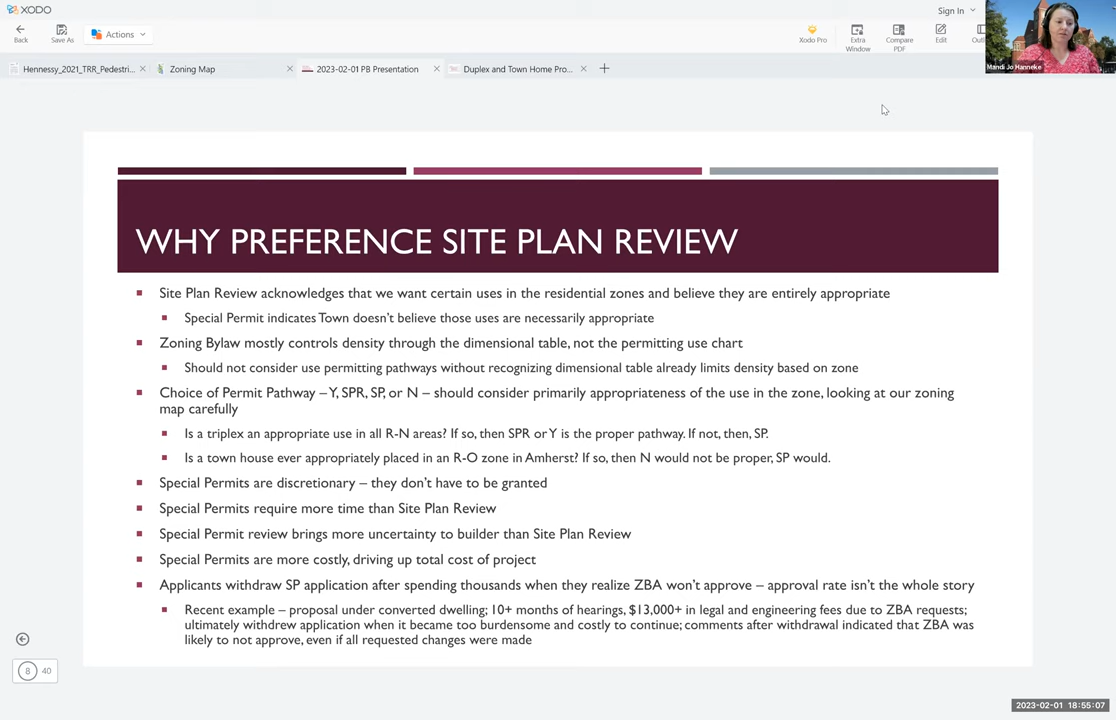 XODO
Sign In
Back
Save As
Actions
Xodo Pro
Extra Window
Compare PDF
Edit
Hennessy_2021_TRR_Pedestri...
Zoning Map
2023-02-01 PB Presentation
Duplex and Town Home Pro...
Mandi Jo Hanneke
WHY PREFERENCE SITE PLAN REVIEW
Site Plan Review acknowledges that we want certain uses in the residential zones and believe they are entirely appropriate
Special Permit indicates Town doesn't believe those uses are necessarily appropriate
Zoning Bylaw mostly controls density through the dimensional table, not the permitting use chart
Should not consider use permitting pathways without recognizing dimensional table already limits density based on zone
Choice of Permit Pathway – Y, SPR, SP, or N – should consider primarily appropriateness of the use in the zone, looking at our zoning
map carefully
Is a triplex an appropriate use in all R-N areas? If so, then SPR or Y is the proper pathway. If not, then, SP.
Is a town house ever appropriately placed in an R-O zone in Amherst? If so, then N would not be proper, SP would.
Special Permits are discretionary – they don't have to be granted
Special Permits require more time than Site Plan Review
Special Permit review brings more uncertainty to builder than Site Plan Review
Special Permits are more costly, driving up total cost of project
Applicants withdraw SP application after spending thousands when they realize ZBA won't approve – approval rate isn't the whole story
Recent example – proposal under converted dwelling; 10+ months of hearings, $13,000+ in legal and engineering fees due to ZBA requests;
ultimately withdrew application when it became too burdensome and costly to continue; comments after withdrawal indicated that ZBA was
likely to not approve, even if all requested changes were made
8
40
2023-02-01 18:55:07